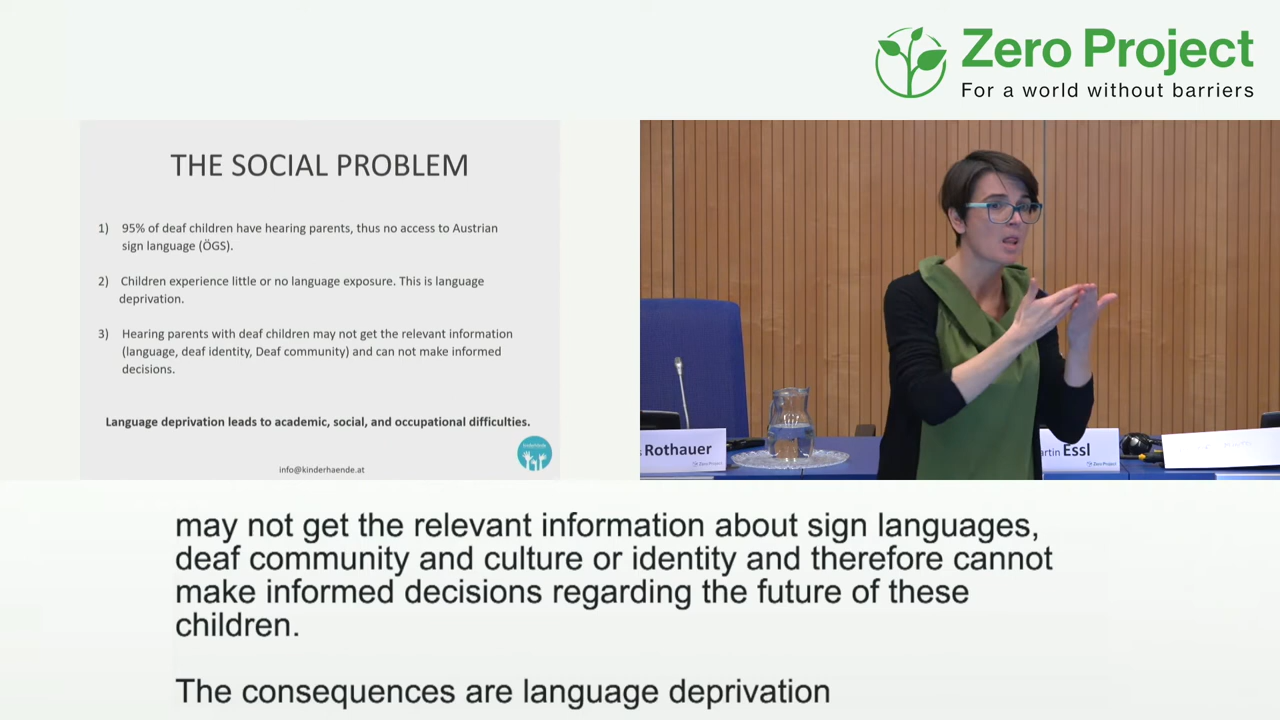 Zero Project
For a world without barriers
THE SOCIAL PROBLEM
1) 95% of deaf children have hearing parents, thus no access to Austrian
sign language (ÖGS).
2) Children experience little or no language exposure. This is language
deprivation.
3) Hearing parents with deaf children may not get the relevant information
(language, deaf identity, Deaf community) and can not make informed
decisions.
Language deprivation leads to academic, social, and occupational difficulties.
kinderhände
info@kinderhaende.at
Rothauer
Zero Project
Essl
Zero Project
may not get the relevant information about sign languages,
deaf community and culture or identity and therefore cannot
make informed decisions regarding the future of these
children.
The consequences are language deprivation